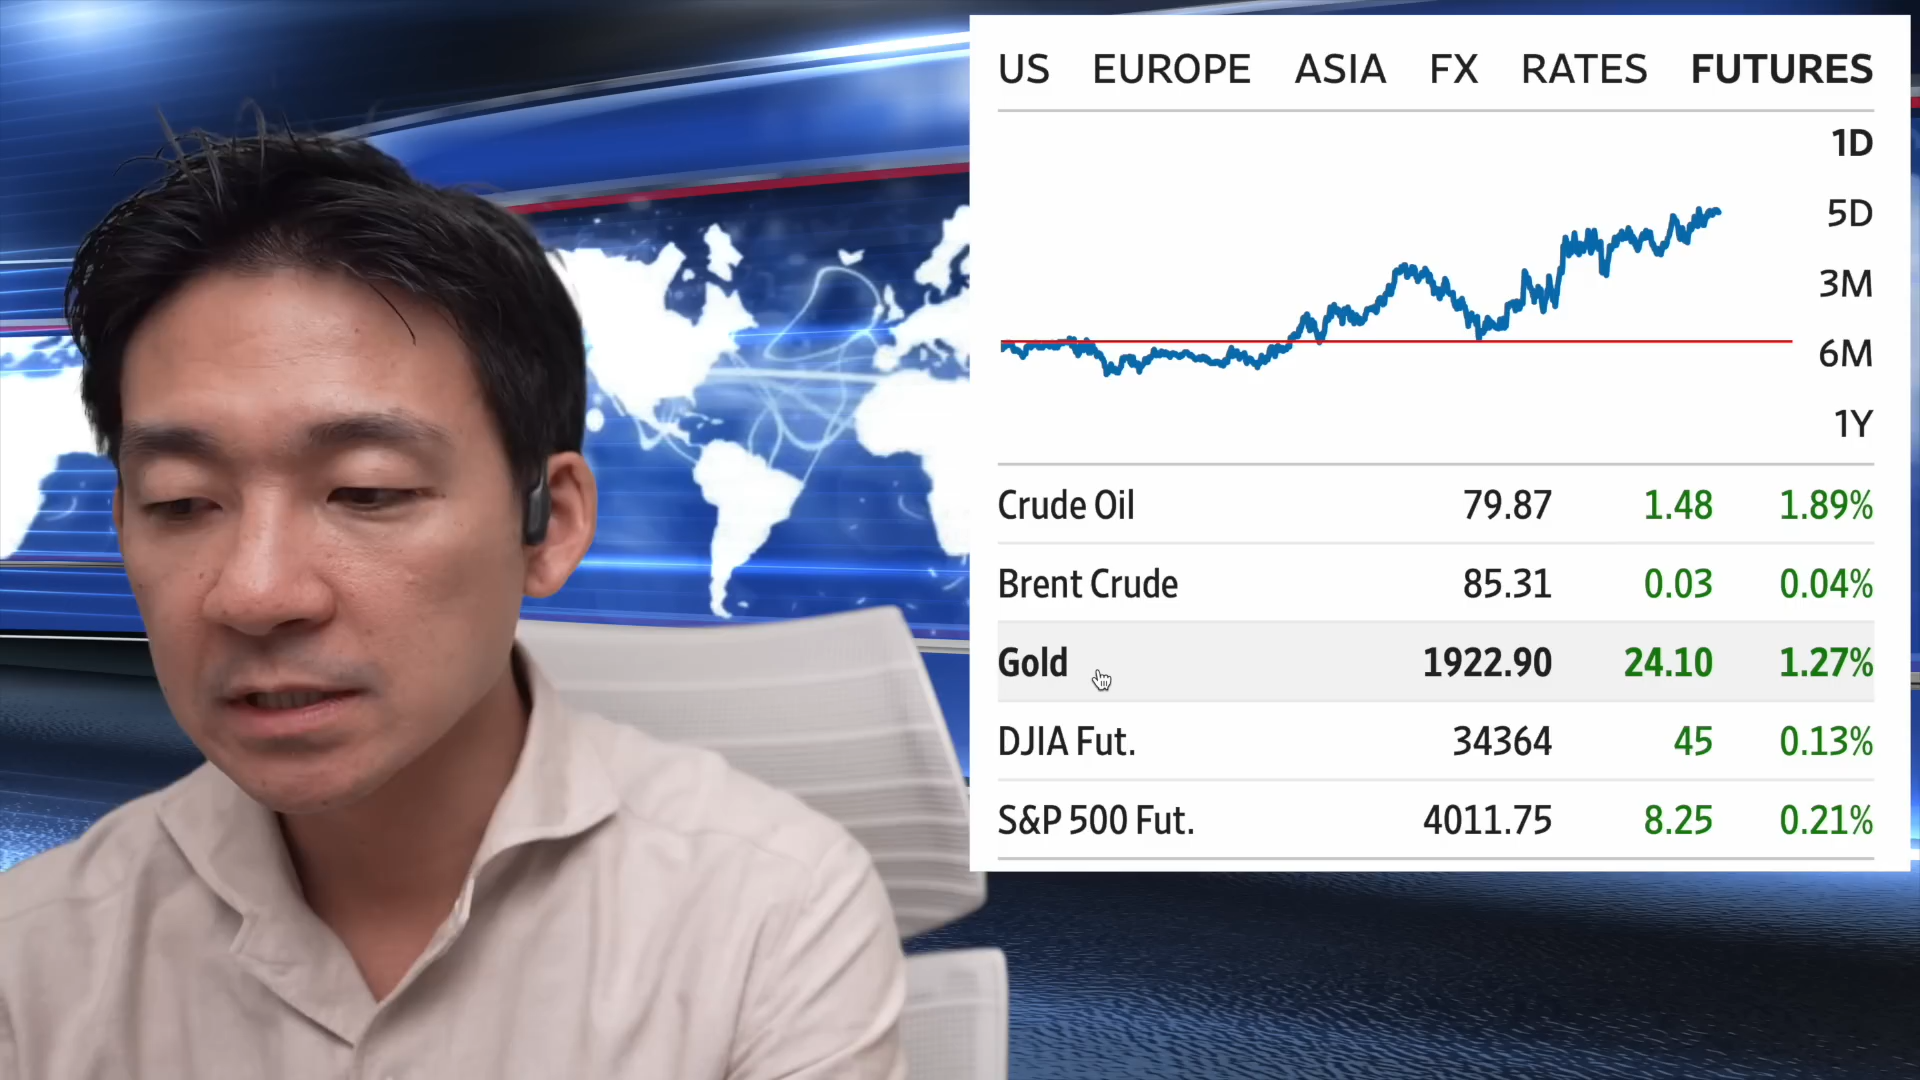 US EUROPE ASIA FX RATES FUTURES
1D
5D
3M
6M
1Y
Crude Oil 79.87 1.48 1.89%
Brent Crude 85.31 0.03 0.04%
Gold 1922.90 24.10 1.27%
DJIA Fut. 34364 45 0.13%
S&P 500 Fut. 4011.75 8.25 0.21%